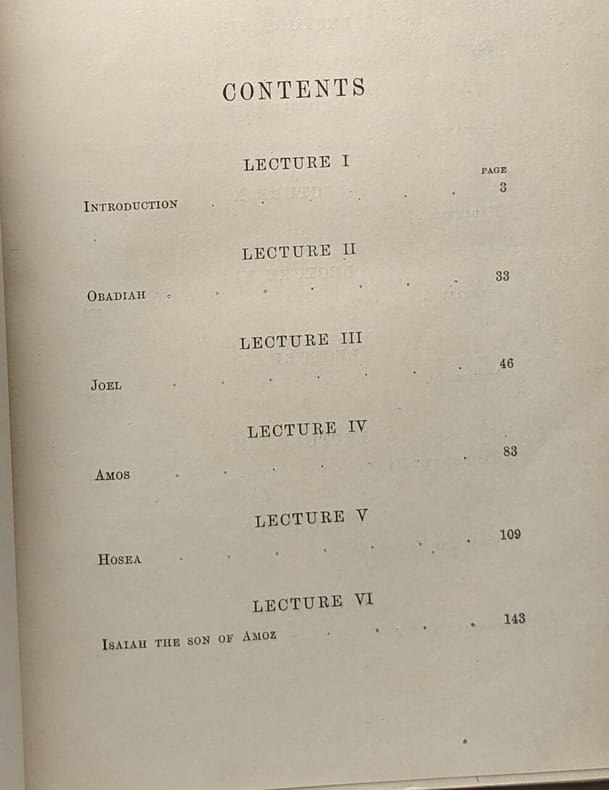 CONTENTS
LECTURE I
PAGE
INTRODUCTION . . . . . . 3
LECTURE II
OBADIAH . . . . . . . 33
LECTURE III
JOEL . . . . . . . 46
LECTURE IV
AMOS . . . . . . . 83
LECTURE V
HOSEA . . . . . . . 109
LECTURE VI
ISAIAH THE SON OF AMOZ . . . . 143